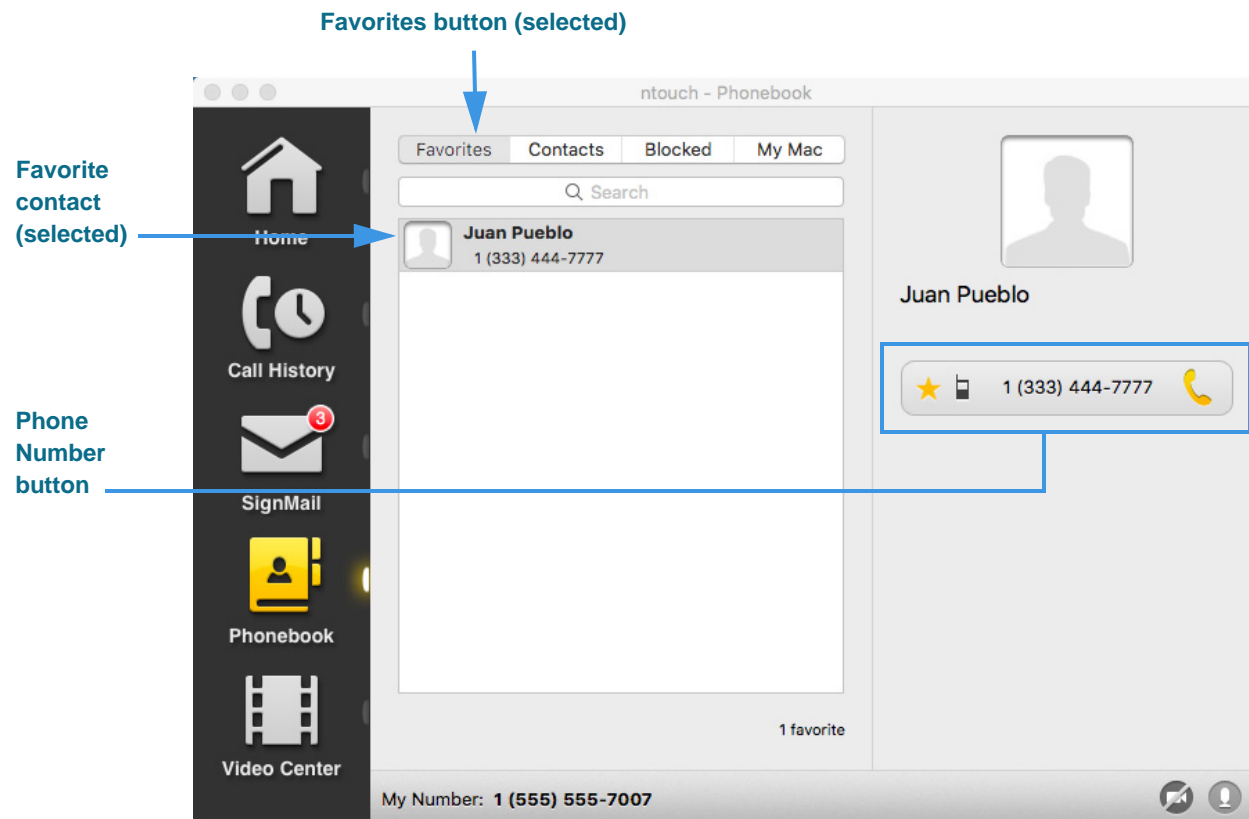 Favorites button (selected)
ntouch - Phonebook
Favorites Contacts Blocked My Mac
Search
Favorite
contact
(selected)
Home
Juan Pueblo
1 (333) 444-7777
Juan Pueblo
Call History
1 (333) 444-7777
Phone
Number
button
3
SignMail
Phonebook
1 favorite
Video Center
My Number: 1 (555) 555-7007